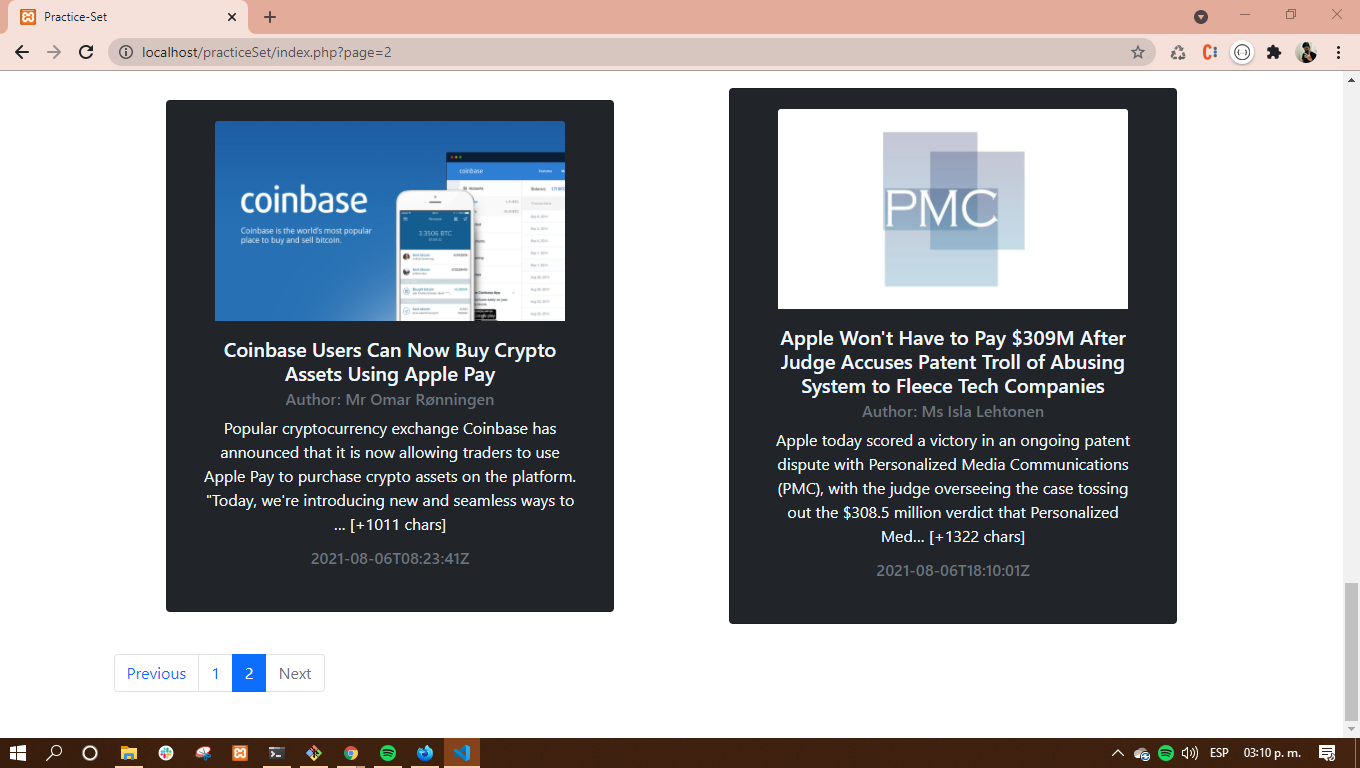 Practice-Set
localhost/practiceSet/index.php?page=2
coinbase
Coinbase is the world's most popular
place to buy and sell bitcoin.
coinbase
Accounts
Balance
3.3506 BTC
Coinbase Users Can Now Buy Crypto
Assets Using Apple Pay
Author: Mr Omar Rønningen
Popular cryptocurrency exchange Coinbase has
announced that it is now allowing traders to use
Apple Pay to purchase crypto assets on the platform.
"Today, we're introducing new and seamless ways to
... [+1011 chars]
2021-08-06T08:23:41Z
PMC
Apple Won't Have to Pay $309M After
Judge Accuses Patent Troll of Abusing
System to Fleece Tech Companies
Author: Ms Isla Lehtonen
Apple today scored a victory in an ongoing patent
dispute with Personalized Media Communications
(PMC), with the judge overseeing the case tossing
out the $308.5 million verdict that Personalized
Med... [+1322 chars]
2021-08-06T18:10:01Z
Previous 1 2 Next
ESP 03:10 p. m.